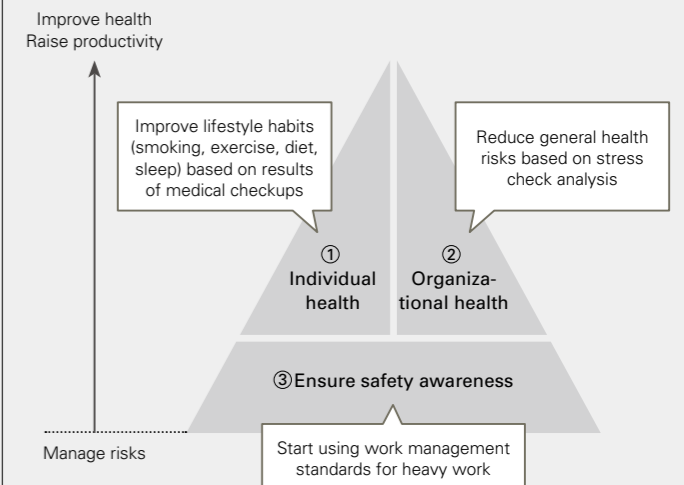 Improve health
Raise productivity
Improve lifestyle habits
(smoking, exercise, diet,
sleep) based on results
of medical checkups
Reduce general health
risks based on stress
check analysis
①
Individual
health
②
Organiza-
tional health
③Ensure safety awareness
Manage risks
Start using work management
standards for heavy work